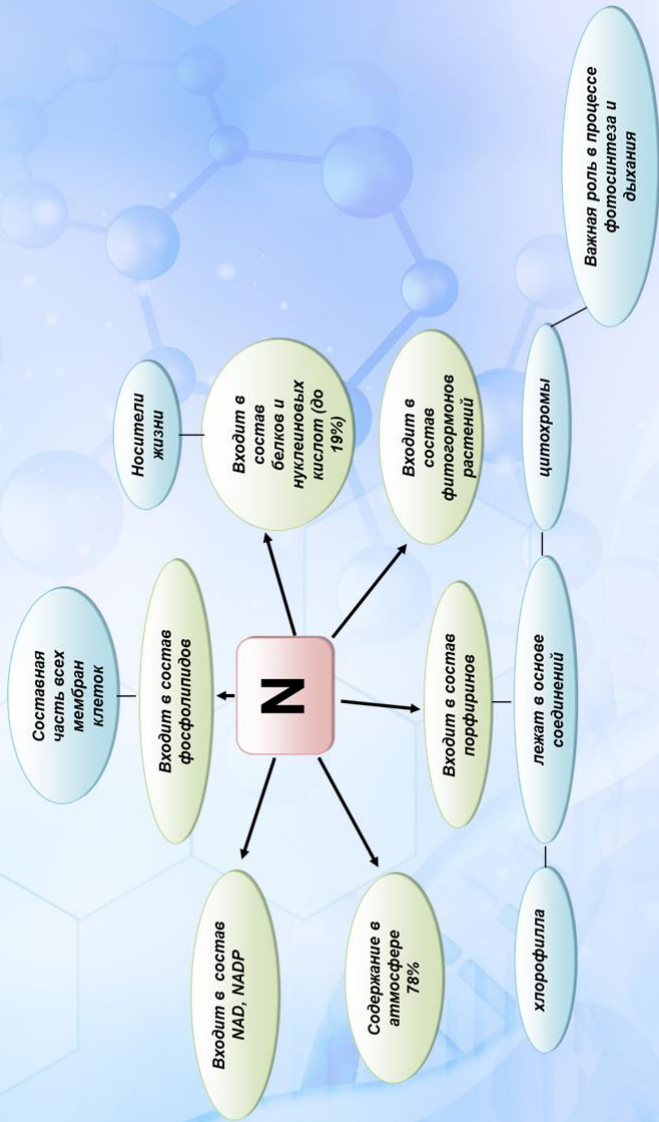 Составная
часть всех
мембран
клеток
Носители
жизни
Входит в состав
фосфолипидов
Входит в состав
NAD, NADP
Входит в
состав
белков и
нуклеиновых
кислот (до
19%)
N
Содержание в
атмосфере
78%
Входит в состав
порфиринов
Входит в
состав
фитогормонов
растений
хлорофилла
лежат в основе
соединений
цитохромы
Важная роль в процессе
фотосинтеза и
дыхания